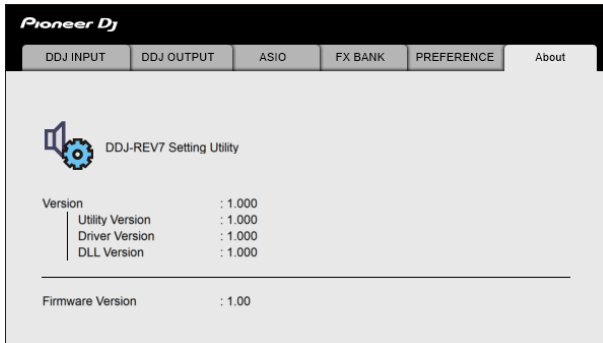 Pioneer Dj
DDJ INPUT DDJ OUTPUT ASIO FX BANK PREFERENCE About
DDJ-REV7 Setting Utility
Version : 1.000
Utility Version : 1.000
Driver Version : 1.000
DLL Version : 1.000
Firmware Version : 1.00